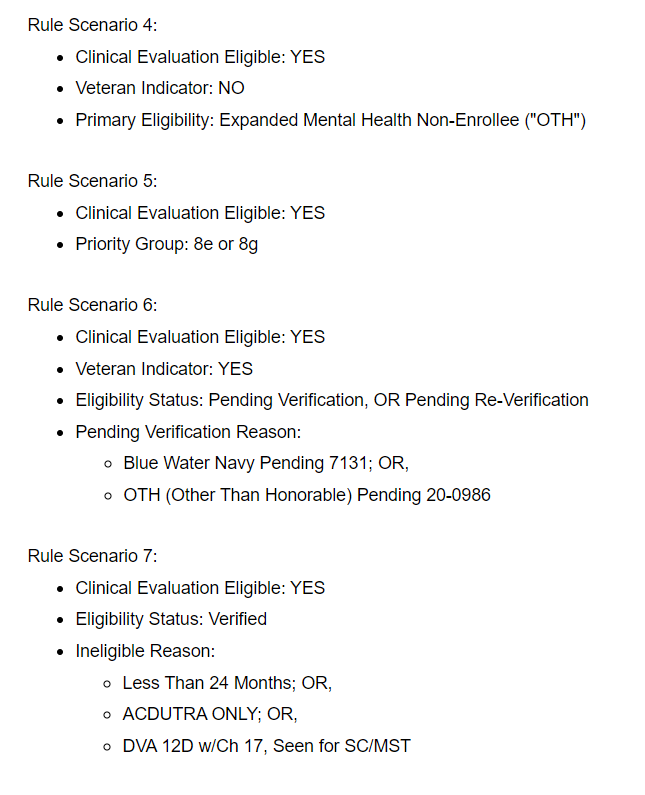 Rule Scenario 4:
• Clinical Evaluation Eligible: YES
• Veteran Indicator: NO
• Primary Eligibility: Expanded Mental Health Non-Enrollee ("OTH")
Rule Scenario 5:
• Clinical Evaluation Eligible: YES
• Priority Group: 8e or 8g
Rule Scenario 6:
• Clinical Evaluation Eligible: YES
• Veteran Indicator: YES
• Eligibility Status: Pending Verification, OR Pending Re-Verification
• Pending Verification Reason:
○ Blue Water Navy Pending 7131; OR,
○ OTH (Other Than Honorable) Pending 20-0986
Rule Scenario 7:
• Clinical Evaluation Eligible: YES
• Eligibility Status: Verified
• Ineligible Reason:
○ Less Than 24 Months; OR,
○ ACDUTRA ONLY; OR,
○ DVA 12D w/Ch 17, Seen for SC/MST